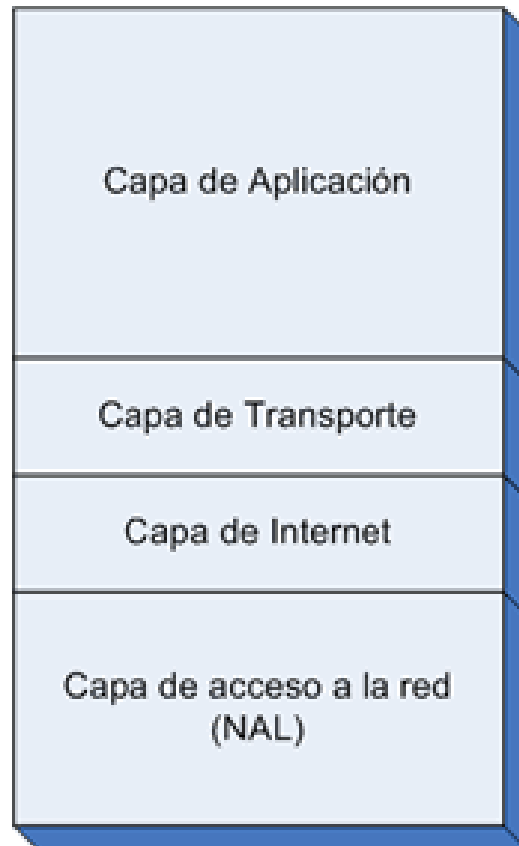 Capa de Aplicación
Capa de Transporte
Capa de Internet
Capa de acceso a la red
(NAL)